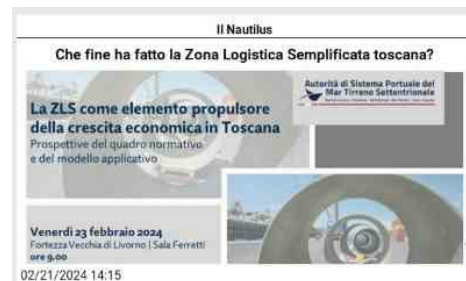 Il Nautilus
Che fine ha fatto la Zona Logistica Semplificata toscana?
Autorità di Sistema Portuale del
Mar Tirreno Settentrionale
La ZLS come elemento propulsore
della crescita economica in Toscana
Prospettive del quadro normativo
e del modello applicativo
Venerdì 23 febbraio 2024
Fortezza Vecchia di Livorno | Sala Ferretti
ore 9.00
02/21/2024 14:15